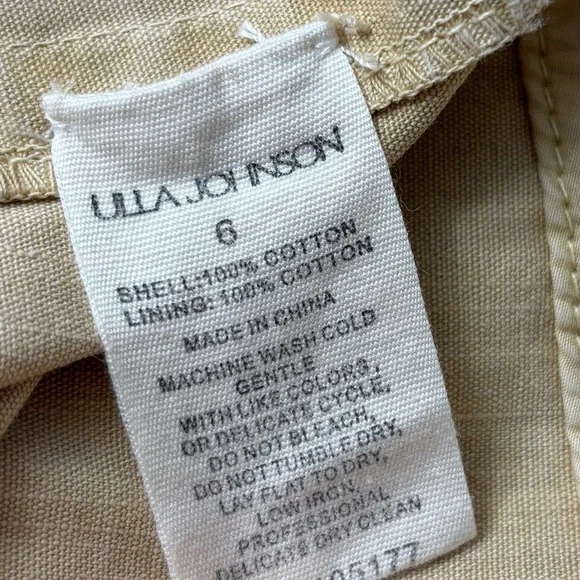 ULLA JOHNSON
6
SHELL:100% COTTON
LINING: 100% COTTON
MADE IN CHINA
MACHINE WASH COLD
GENTLE
WITH LIKE COLORS,
OR DELICATE CYCLE,
DO NOT BLEACH,
DO NOT TUMBLE DRY,
LAY FLAT TO DRY,
LOW IRON
PROFESSIONAL
DELICATE DRY CLEAN